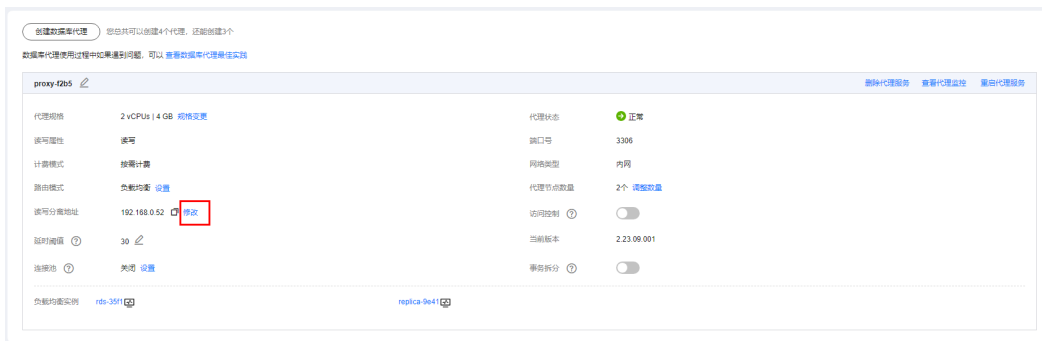 创建数据库代理 您总共可以创建4个代理，还能创建3个
数据库代理使用过程中如果遇到问题，可以 查看数据库代理最佳实践
proxy-f2b5 删除代理服务 查看代理监控 重启代理服务
代理规格 2 vCPUs | 4 GB 规格变更 代理状态 正常
读写属性 读写 端口号 3306
计费模式 按需计费 网络类型 内网
路由模式 负载均衡 设置 代理节点数量 2个 调整数量
读写分离地址 192.168.0.52 修改 访问控制
延时阈值 30 当前版本 2.23.09.001
连接池 关闭 设置 事务拆分
负载均衡实例 rds-35f1 replica-9e41